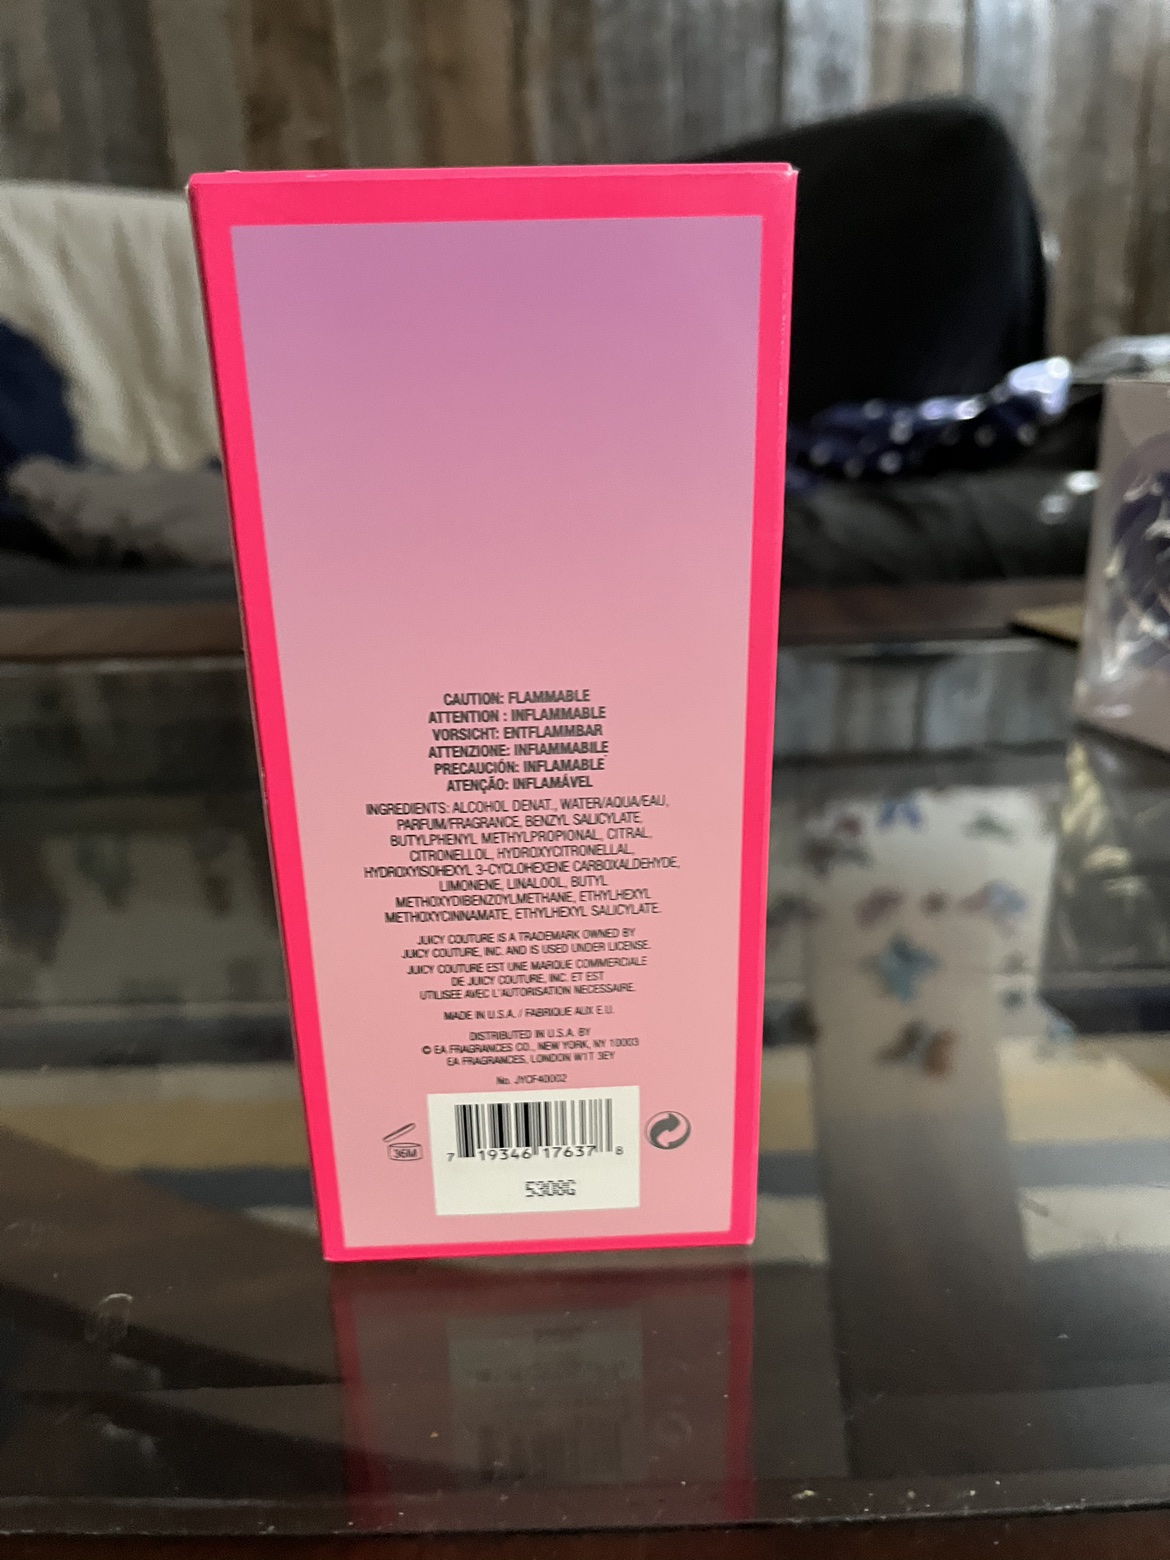 CAUTION: FLAMMABLE
ATTENTION : INFLAMMABLE
VORSICHT: ENTFLAMMBAR
ATTENZIONE: INFIAMMABILE
PRECAUCIÓN: INFLAMABLE
ATENÇÃO: INFLAMÁVEL
INGREDIENTS: ALCOHOL DENAT., WATER/AQUA/EAU,
PARFUM/FRAGRANCE, BENZYL SALICYLATE,
BUTYLPHENYL METHYLPROPIONAL, CITRAL,
CITRONELLOL, HYDROXYCITRONELLAL,
HYDROXYISOHEXYL 3-CYCLOHEXENE CARBOXALDEHYDE,
LIMONENE, LINALOOL, BUTYL
METHOXYDIBENZOYLMETHANE, ETHYLHEXYL
METHOXYCINNAMATE, ETHYLHEXYL SALICYLATE.
JUICY COUTURE IS A TRADEMARK OWNED BY
JUICY COUTURE, INC. AND IS USED UNDER LICENSE.
JUICY COUTURE EST UNE MARQUE COMMERCIALE
DE JUICY COUTURE, INC. ET EST
UTILISEE AVEC L'AUTORISATION NECESSAIRE.
MADE IN U.S.A. / FABRIQUE AUX E.U.
DISTRIBUTED IN U.S.A. BY
© EA FRAGRANCES CO., NEW YORK, NY 10003
EA FRAGRANCES, LONDON W1T 3EY
No. JYCF40002
36M
7 19346 17637 8
5308G